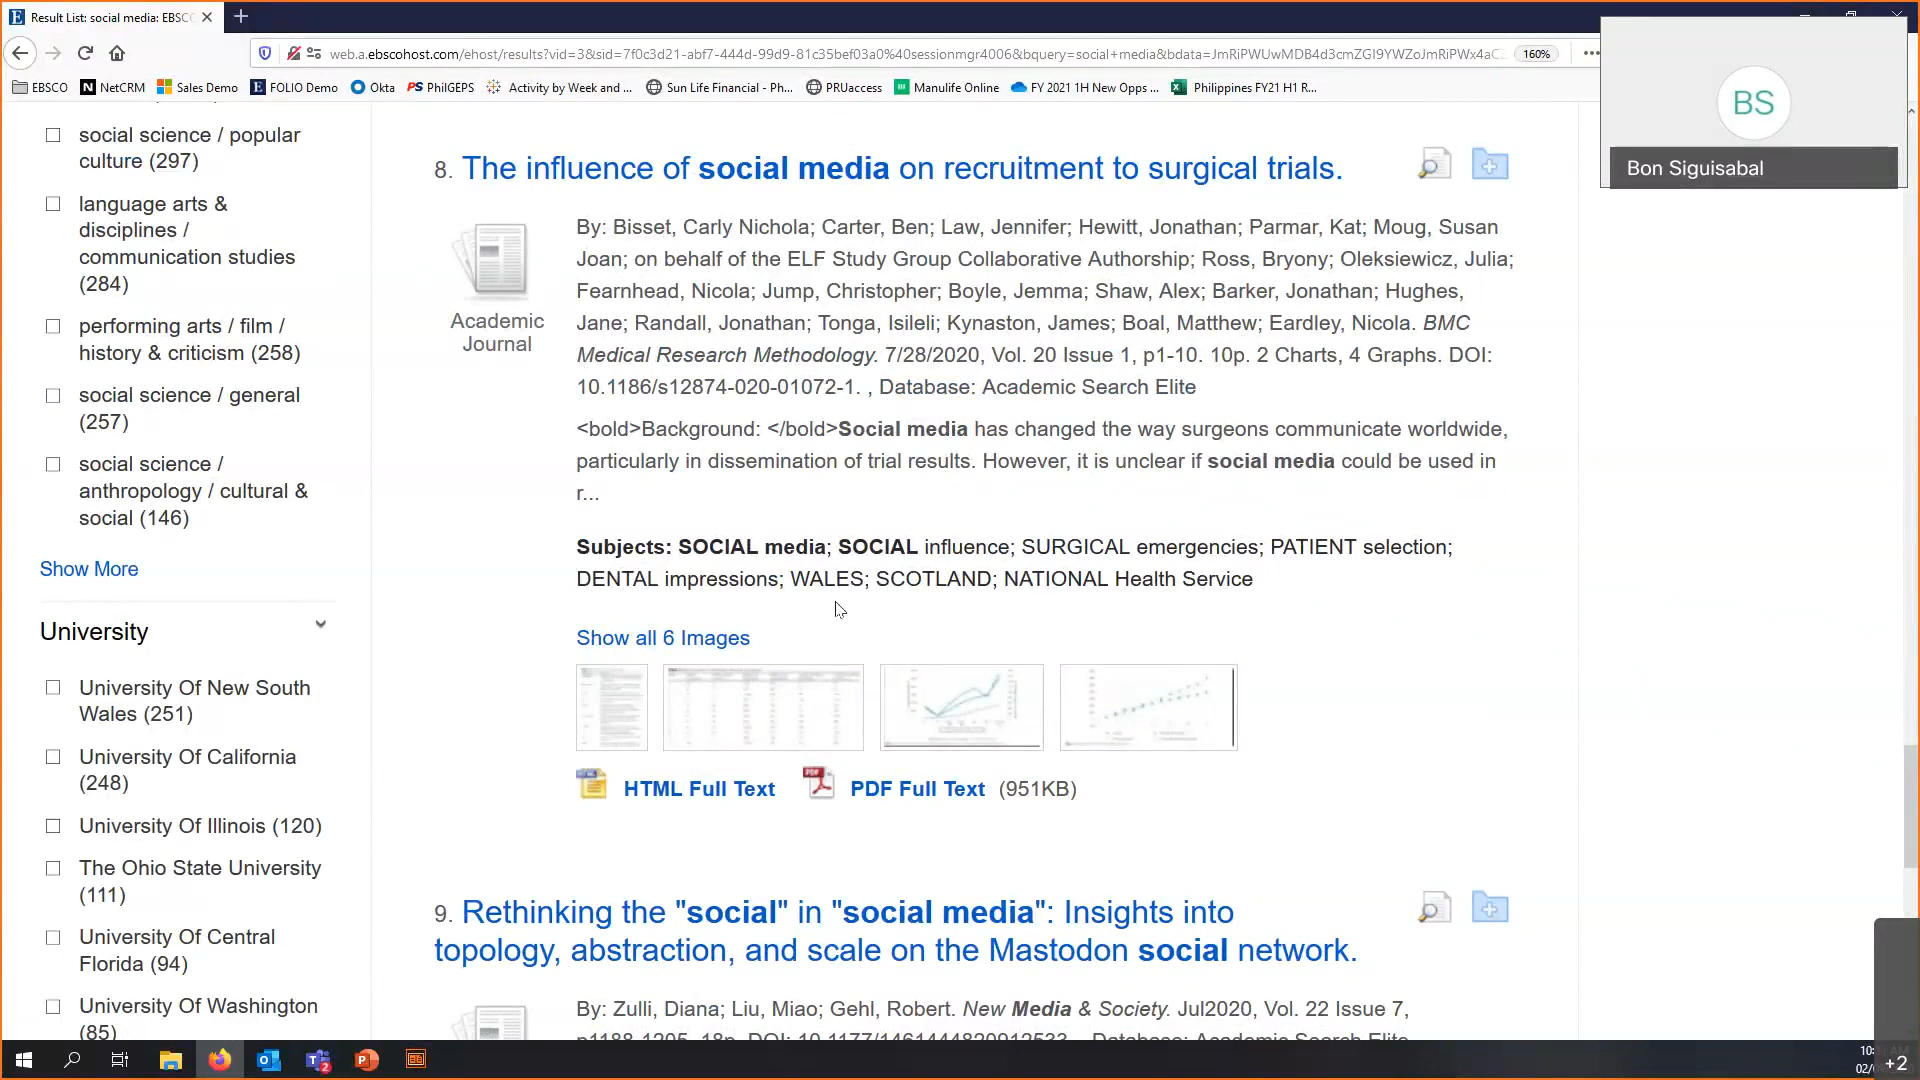 Result List: social media: EBSCO
web.a.ebscohost.com/ehost/results?vid=3&sid=7f0c3d21-abf7-444d-99d9-81c35bef03a0%40sessionmgr4006&bquery=social+media&bdata=JmRiPWUwMDB4d3cmZGI9YWZoJmRiPWx4aC
160%
EBSCO
NetCRM
Sales Demo
FOLIO Demo
Okta
PhilGEPS
Activity by Week and ...
Sun Life Financial - Ph...
PRUaccess
Manulife Online
FY 2021 1H New Opps ...
Philippines FY21 H1 R...
BS
Bon Siguisabal
social science / popular
culture (297)
language arts &
disciplines /
communication studies
(284)
performing arts / film /
history & criticism (258)
social science / general
(257)
social science /
anthropology / cultural &
social (146)
Show More
University
University Of New South
Wales (251)
University Of California
(248)
University Of Illinois (120)
The Ohio State University
(111)
University Of Central
Florida (94)
University Of Washington
(85)
8. The influence of social media on recruitment to surgical trials.
Academic
Journal
By: Bisset, Carly Nichola; Carter, Ben; Law, Jennifer; Hewitt, Jonathan; Parmar, Kat; Moug, Susan
Joan; on behalf of the ELF Study Group Collaborative Authorship; Ross, Bryony; Oleksiewicz, Julia;
Fearnhead, Nicola; Jump, Christopher; Boyle, Jemma; Shaw, Alex; Barker, Jonathan; Hughes,
Jane; Randall, Jonathan; Tonga, Isileli; Kynaston, James; Boal, Matthew; Eardley, Nicola. BMC
Medical Research Methodology. 7/28/2020, Vol. 20 Issue 1, p1-10. 10p. 2 Charts, 4 Graphs. DOI:
10.1186/s12874-020-01072-1. , Database: Academic Search Elite
<bold>Background: </bold>Social media has changed the way surgeons communicate worldwide,
particularly in dissemination of trial results. However, it is unclear if social media could be used in
r...
Subjects: SOCIAL media; SOCIAL influence; SURGICAL emergencies; PATIENT selection;
DENTAL impressions; WALES; SCOTLAND; NATIONAL Health Service
Show all 6 Images
HTML Full Text
PDF Full Text (951KB)
9. Rethinking the "social" in "social media": Insights into
topology, abstraction, and scale on the Mastodon social network.
By: Zulli, Diana; Liu, Miao; Gehl, Robert. New Media & Society. Jul2020, Vol. 22 Issue 7,
p1188-1205. 18p. DOI: 10.1177/1461444820912533. , Database: Academic Search Elite
+2